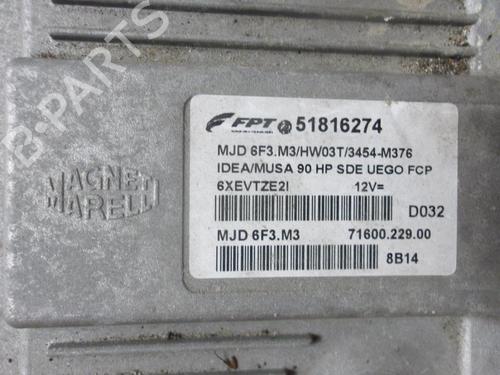 B-PARTS
FPT 51816274
MJD 6F3.M3/HW03T/3454-M376
IDEA/MUSA 90 HP SDE UEGO FCP
6XEVTZE2! 12V=
D032
MJD 6F3.M3 71600.229.00
8B14
MAGNETI
MARELLI